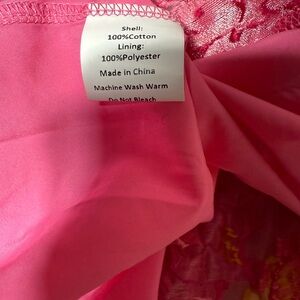 Shell:
100%Cotton
Lining:
100%Polyester
Made in China
Machine Wash Warm
Do Not Bleach